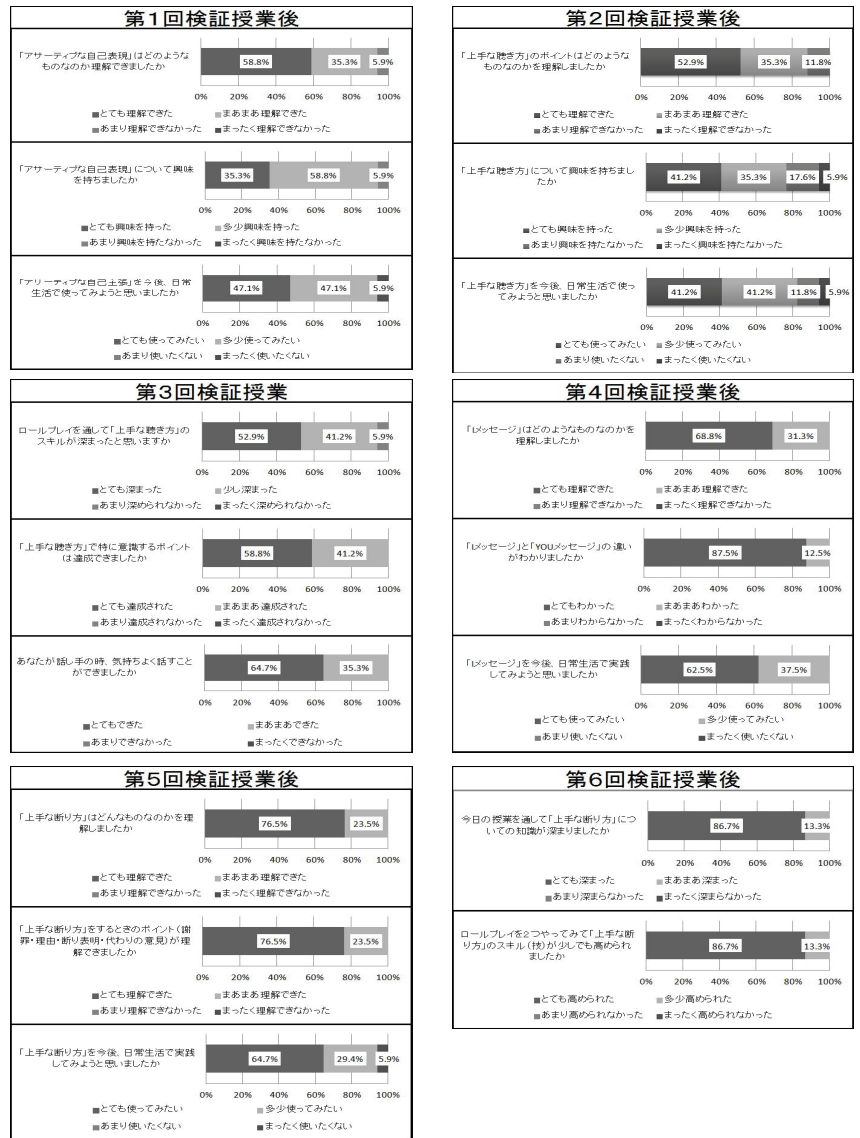 第1回検証授業後
「アサーティブな自己表現」はどのような
ものなのか理解できましたか
58.8% 35.3% 5.9%
0% 20% 40% 60% 80% 100%
■とても理解できた ■まあまあ理解できた
■あまり理解できなかった ■まったく理解できなかった
「アサーティブな自己表現」について興味
を持ちましたか
35.3% 58.8% 5.9%
0% 20% 40% 60% 80% 100%
■とても興味を持った ■多少興味を持った
■あまり興味を持たなかった ■まったく興味を持たなかった
「アサーティブな自己主張」を今後、日常
生活で使ってみようと思いましたか
47.1% 47.1% 5.9%
0% 20% 40% 60% 80% 100%
■とても使ってみたい ■多少使ってみたい
■あまり使いたくない ■まったく使いたくない
第2回検証授業後
「上手な聴き方」のポイントはどのような
ものなのかを理解しましたか
52.9% 35.3% 11.8%
0% 20% 40% 60% 80% 100%
■とても理解できた ■まあまあ理解できた
■あまり理解できなかった ■まったく理解できなかった
「上手な聴き方」について興味を持ちまし
たか
41.2% 35.3% 17.6% 5.9%
0% 20% 40% 60% 80% 100%
■とても興味を持った ■多少興味を持った
■あまり興味を持たなかった ■まったく興味を持たなかった
「上手な聴き方」を今後、日常生活で使っ
てみようと思いましたか
41.2% 41.2% 11.8% 5.9%
0% 20% 40% 60% 80% 100%
■とても使ってみたい ■多少使ってみたい
■あまり使いたくない ■まったく使いたくない
第3回検証授業
ロールプレイを通して「上手な聴き方」の
スキルが深まったと思いますか
52.9% 41.2% 5.9%
0% 20% 40% 60% 80% 100%
■とても深まった ■少し深まった
■あまり深められなかった ■まったく深められなかった
「上手な聴き方」で特に意識するポイント
は達成できましたか
58.8% 41.2%
0% 20% 40% 60% 80% 100%
■とても達成された ■まあまあ達成された
■あまり達成されなかった ■まったく達成されなかった
あなたが話し手の時、気持ちよく話すこと
ができましたか
64.7% 35.3%
0% 20% 40% 60% 80% 100%
■とてもできた ■まあまあできた
■あまりできなかった ■まったくできなかった
第4回検証授業後
「Iメッセージ」はどのようなものなのかを
理解しましたか
68.8% 31.3%
0% 20% 40% 60% 80% 100%
■とても理解できた ■まあまあ理解できた
■あまり理解できなかった ■まったく理解できなかった
「Iメッセージ」と「YOUメッセージ」の違い
がわかりましたか
87.5% 12.5%
0% 20% 40% 60% 80% 100%
■とてもわかった ■まあまあわかった
■あまりわからなかった ■まったくわからなかった
「Iメッセージ」を今後、日常生活で実践
してみようと思いましたか
62.5% 37.5%
0% 20% 40% 60% 80% 100%
■とても使ってみたい ■多少使ってみたい
■あまり使いたくない ■まったく使いたくない
第5回検証授業後
「上手な断り方」はどんなものなのかを理
解しましたか
76.5% 23.5%
0% 20% 40% 60% 80% 100%
■とても理解できた ■まあまあ理解できた
■あまり理解できなかった ■まったく理解できなかった
「上手な断り方」をするときのポイント(謝
罪・理由・断り表明・代わりの意見)が理
解できましたか
76.5% 23.5%
0% 20% 40% 60% 80% 100%
■とても理解できた ■まあまあ理解できた
■あまり理解できなかった ■まったく理解できなかった
「上手な断り方」を今後、日常生活で実践
してみようと思いましたか
64.7% 29.4% 5.9%
0% 20% 40% 60% 80% 100%
■とても使ってみたい ■多少使ってみたい
■あまり使いたくない ■まったく使いたくない
第6回検証授業後
今日の授業を通して「上手な断り方」につ
いての知識が深まりましたか
86.7% 13.3%
0% 20% 40% 60% 80% 100%
■とても深まった ■まあまあ深まった
■あまり深まらなかった ■まったく深まらなかった
ロールプレイを2つやってみて「上手な断
り方」のスキル(技)が少しでも高められ
ましたか
86.7% 13.3%
0% 20% 40% 60% 80% 100%
■とても高められた ■多少高められた
■あまり高められなかった ■まったく高められなかった